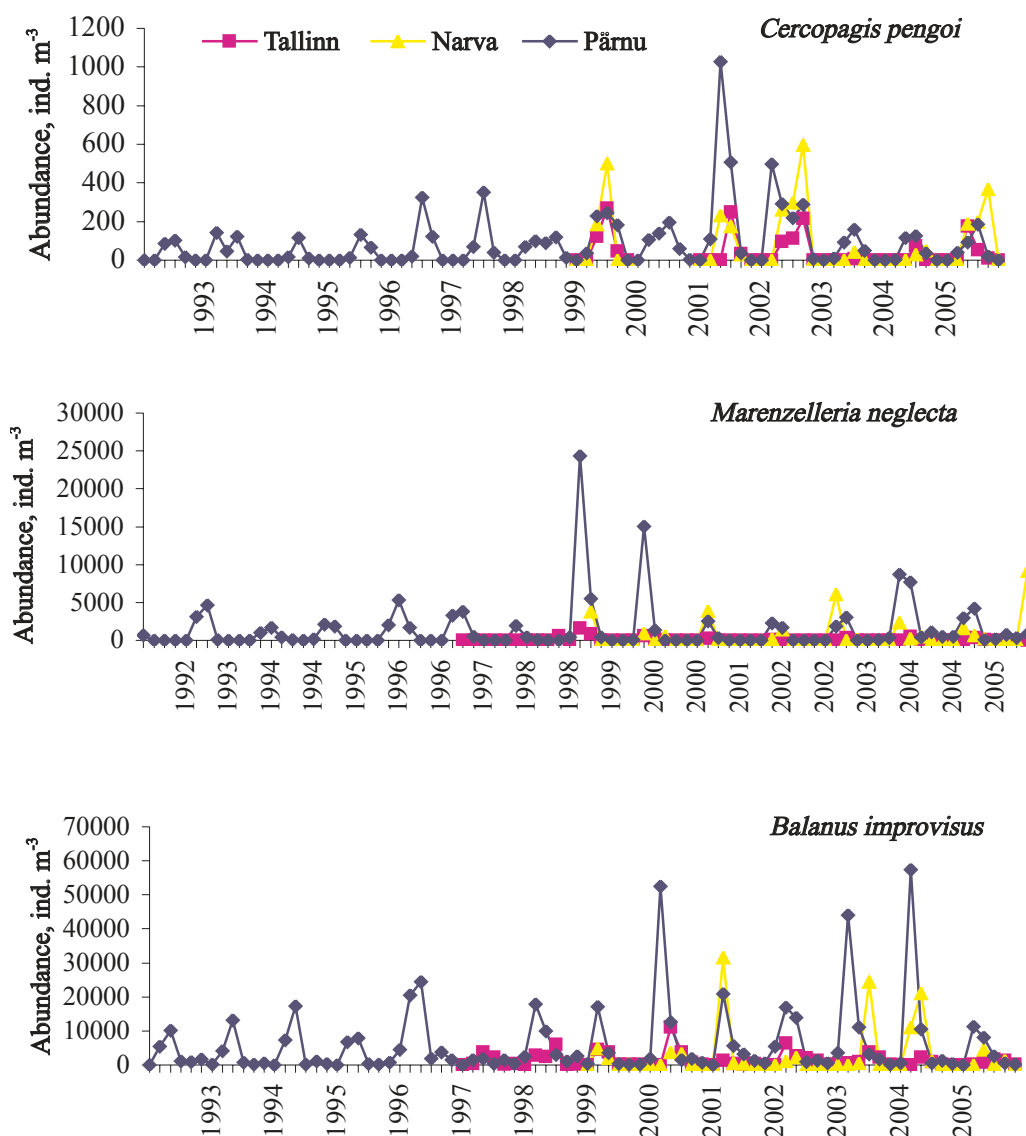 Tallinn Narva Pärnu
Cercopagis pengoi
Abundance, ind. m-3
1200
1000
800
600
400
200
0
1993 1994 1995 1996 1997 1998 1999 2000 2001 2002 2003 2004 2005
Marenzelleria neglecta
Abundance, ind. m-3
30000
25000
20000
15000
10000
5000
0
1992 1993 1994 1994 1995 1996 1996 1997 1998 1998 1999 2000 2000 2001 2002 2002 2003 2004 2004 2005
Balanus improvisus
Abundance, ind. m-3
70000
60000
50000
40000
30000
20000
10000
0
1993 1994 1995 1996 1997 1998 1999 2000 2001 2002 2003 2004 2005